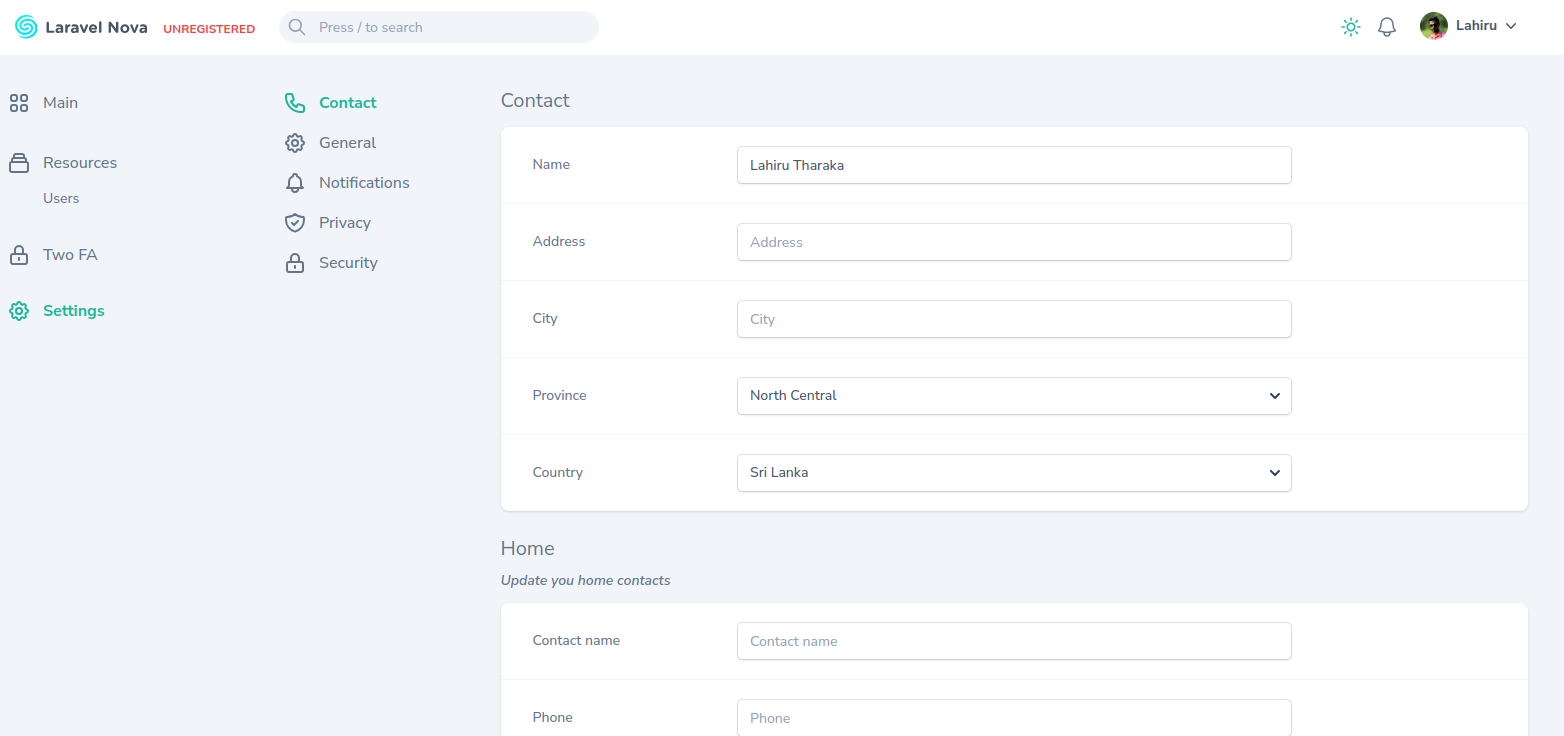 Laravel Nova UNREGISTERED Press / to search Lahiru
Main
Resources
Users
Two FA
Settings
Contact
General
Notifications
Privacy
Security
Contact
Name Lahiru Tharaka
Address Address
City City
Province North Central
Country Sri Lanka
Home
Update you home contacts
Contact name Contact name
Phone Phone